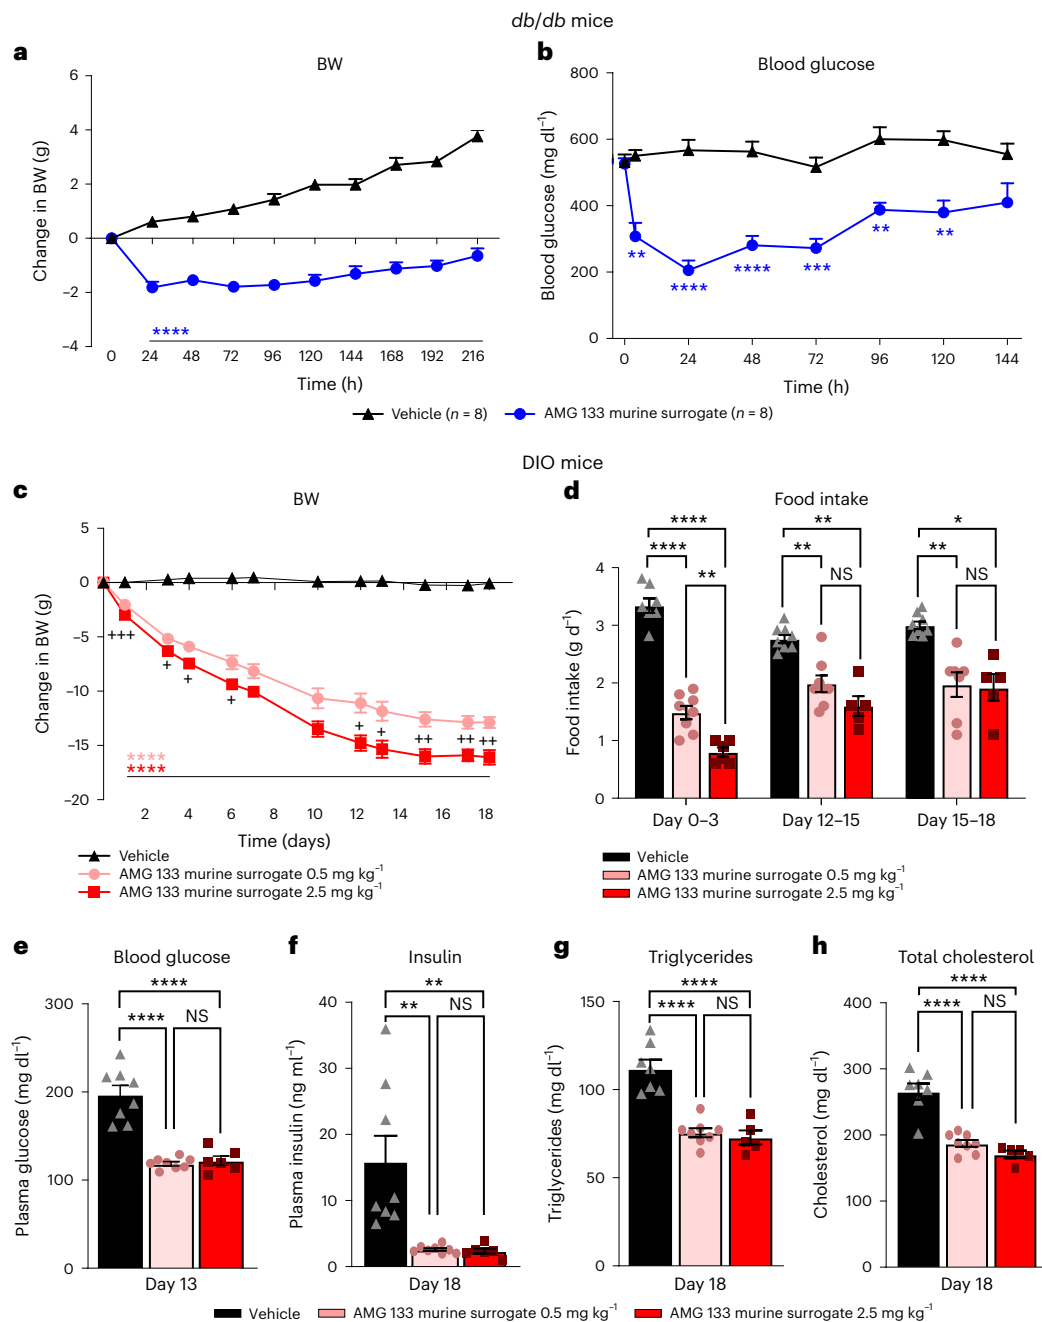 db/db mice
a
BW
Change in BW (g)
6
4
2
0
−2
−4
****
0 24 48 72 96 120 144 168 192 216
Time (h)
b
Blood glucose
Blood glucose (mg dl⁻¹)
800
600
400
200
0
**
****
****
***
**
**
0 24 48 72 96 120 144
Time (h)
Vehicle (n = 8) AMG 133 murine surrogate (n = 8)
DIO mice
c
BW
Change in BW (g)
5
0
−5
−10
−15
−20
+++
+
+
+
+
+
++
++
++
****
****
2 4 6 8 10 12 14 16 18
Time (days)
Vehicle
AMG 133 murine surrogate 0.5 mg kg⁻¹
AMG 133 murine surrogate 2.5 mg kg⁻¹
d
Food intake
Food intake (g d⁻¹)
4
3
2
1
0
****
****
**
**
**
NS
*
**
NS
Day 0–3 Day 12–15 Day 15–18
Vehicle
AMG 133 murine surrogate 0.5 mg kg⁻¹
AMG 133 murine surrogate 2.5 mg kg⁻¹
e
Blood glucose
Plasma glucose (mg dl⁻¹)
300
200
100
0
****
**** NS
Day 13
f
Insulin
Plasma insulin (ng ml⁻¹)
40
30
20
10
0
**
** NS
Day 18
g
Triglycerides
Triglycerides (mg dl⁻¹)
150
100
50
0
****
**** NS
Day 18
h
Total cholesterol
Cholesterol (mg dl⁻¹)
400
300
200
100
0
****
**** NS
Day 18
Vehicle AMG 133 murine surrogate 0.5 mg kg⁻¹ AMG 133 murine surrogate 2.5 mg kg⁻¹